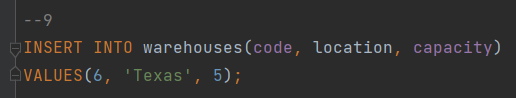 --9
INSERT INTO warehouses(code, location, capacity)
VALUES(6, 'Texas', 5);